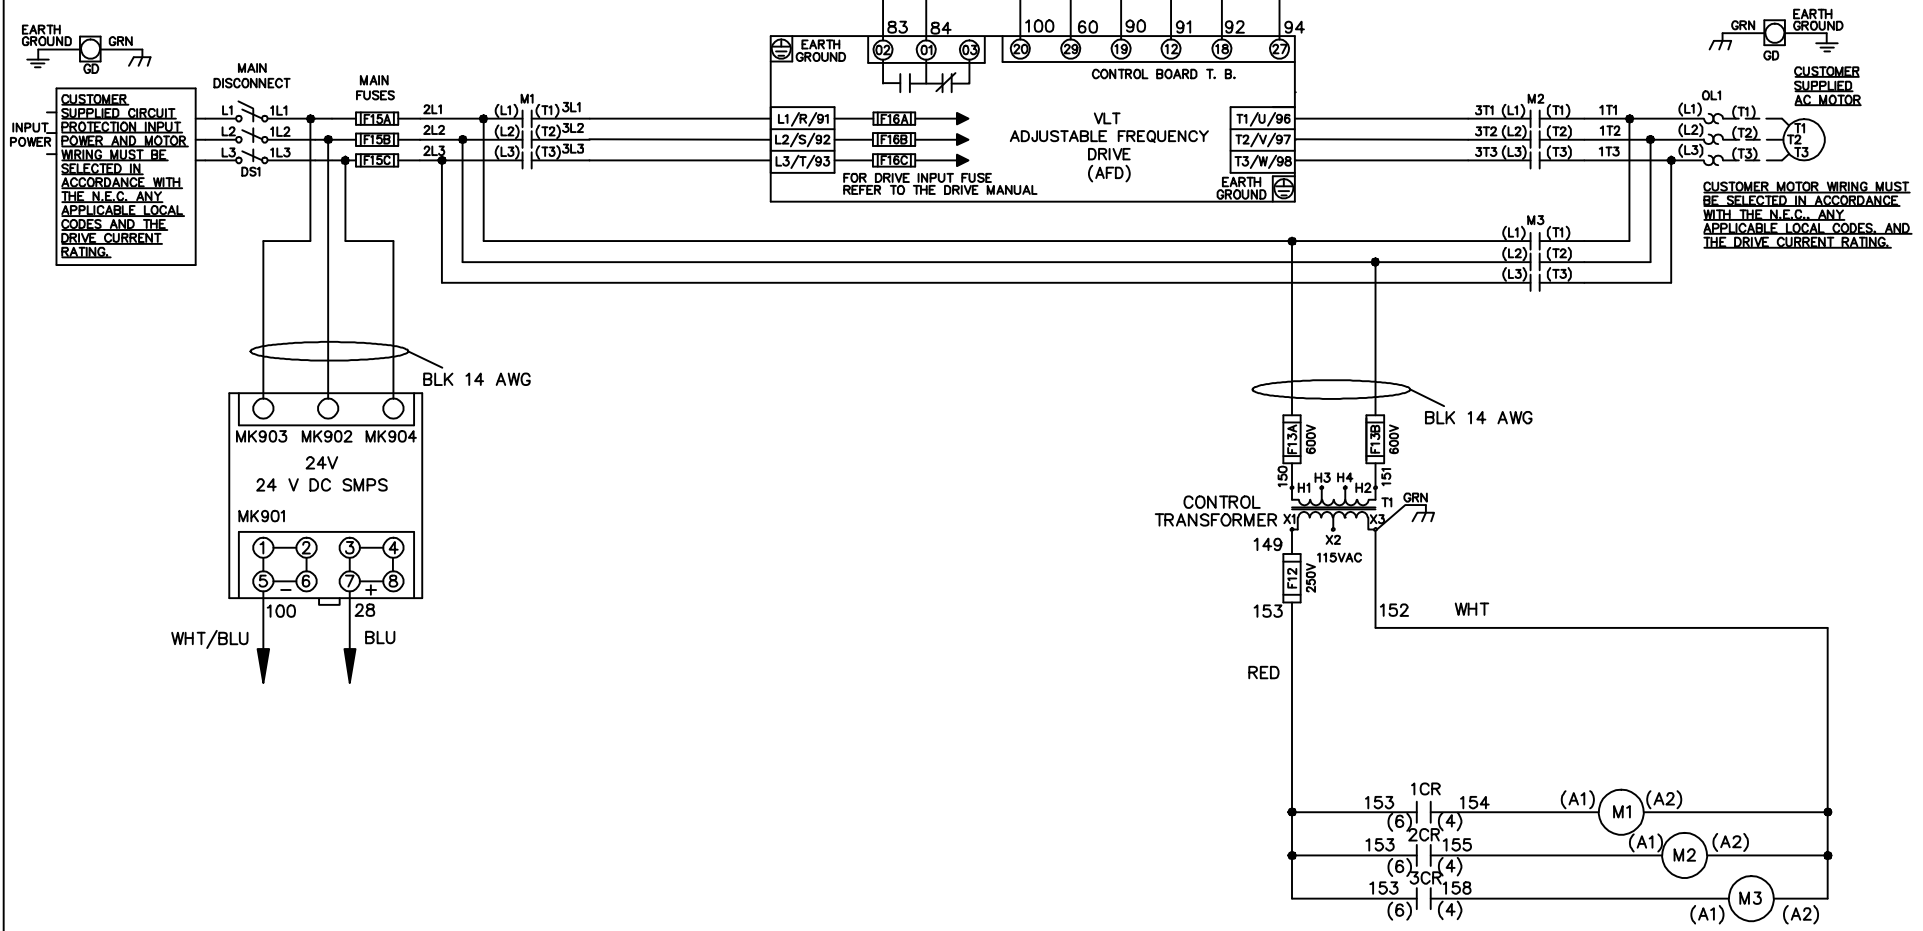 83 84 100 60 90 91 92 94
EARTH
GROUND
GRN
GD
EARTH
GROUND
02 01 03
20 29 19 12 18 27
CONTROL BOARD T. B.
GRN
EARTH
GROUND
GD
MAIN
DISCONNECT
MAIN
FUSES
CUSTOMER
SUPPLIED
AC MOTOR
INPUT
POWER
CUSTOMER
SUPPLIED CIRCUIT
PROTECTION INPUT
POWER AND MOTOR
WIRING MUST BE
SELECTED IN
ACCORDANCE WITH
THE N.E.C. ANY
APPLICABLE LOCAL
CODES AND THE
DRIVE CURRENT
RATING.
L1 1L1
L2 1L2
L3 1L3
DS1
F15A 2L1
F15B 2L2
F15C 2L3
M1
(L1) (T1) 3L1
(L2) (T2) 3L2
(L3) (T3) 3L3
L1/R/91
L2/S/92
L3/T/93
F16A
F16B
F16C
FOR DRIVE INPUT FUSE
REFER TO THE DRIVE MANUAL
VLT
ADJUSTABLE FREQUENCY
DRIVE
(AFD)
T1/U/96
T2/V/97
T3/W/98
EARTH
GROUND
M2
3T1 (L1) (T1) 1T1
3T2 (L2) (T2) 1T2
3T3 (L3) (T3) 1T3
OL1
(L1) (T1)
(L2) (T2)
(L3) (T3)
T1
T2
T3
CUSTOMER MOTOR WIRING MUST
BE SELECTED IN ACCORDANCE
WITH THE N.E.C., ANY
APPLICABLE LOCAL CODES, AND
THE DRIVE CURRENT RATING.
M3
(L1) (T1)
(L2) (T2)
(L3) (T3)
BLK 14 AWG
MK903 MK902 MK904
24V
24 V DC SMPS
MK901
1 2 3 4
5 − 6 7 + 8
100 28
WHT/BLU BLU
BLK 14 AWG
F13A 600V
F13B 600V
150 151
H1 H3 H4 H2
CONTROL
TRANSFORMER
T1
GRN
X1 X3
X2
115VAC
149
F12 250V
153
152 WHT
RED
1CR
153 154 (A1) M1 (A2)
(6) (4)
2CR
153 155 (A1) M2 (A2)
(6) (4)
3CR
153 158 M3
(6) (4) (A1) (A2)